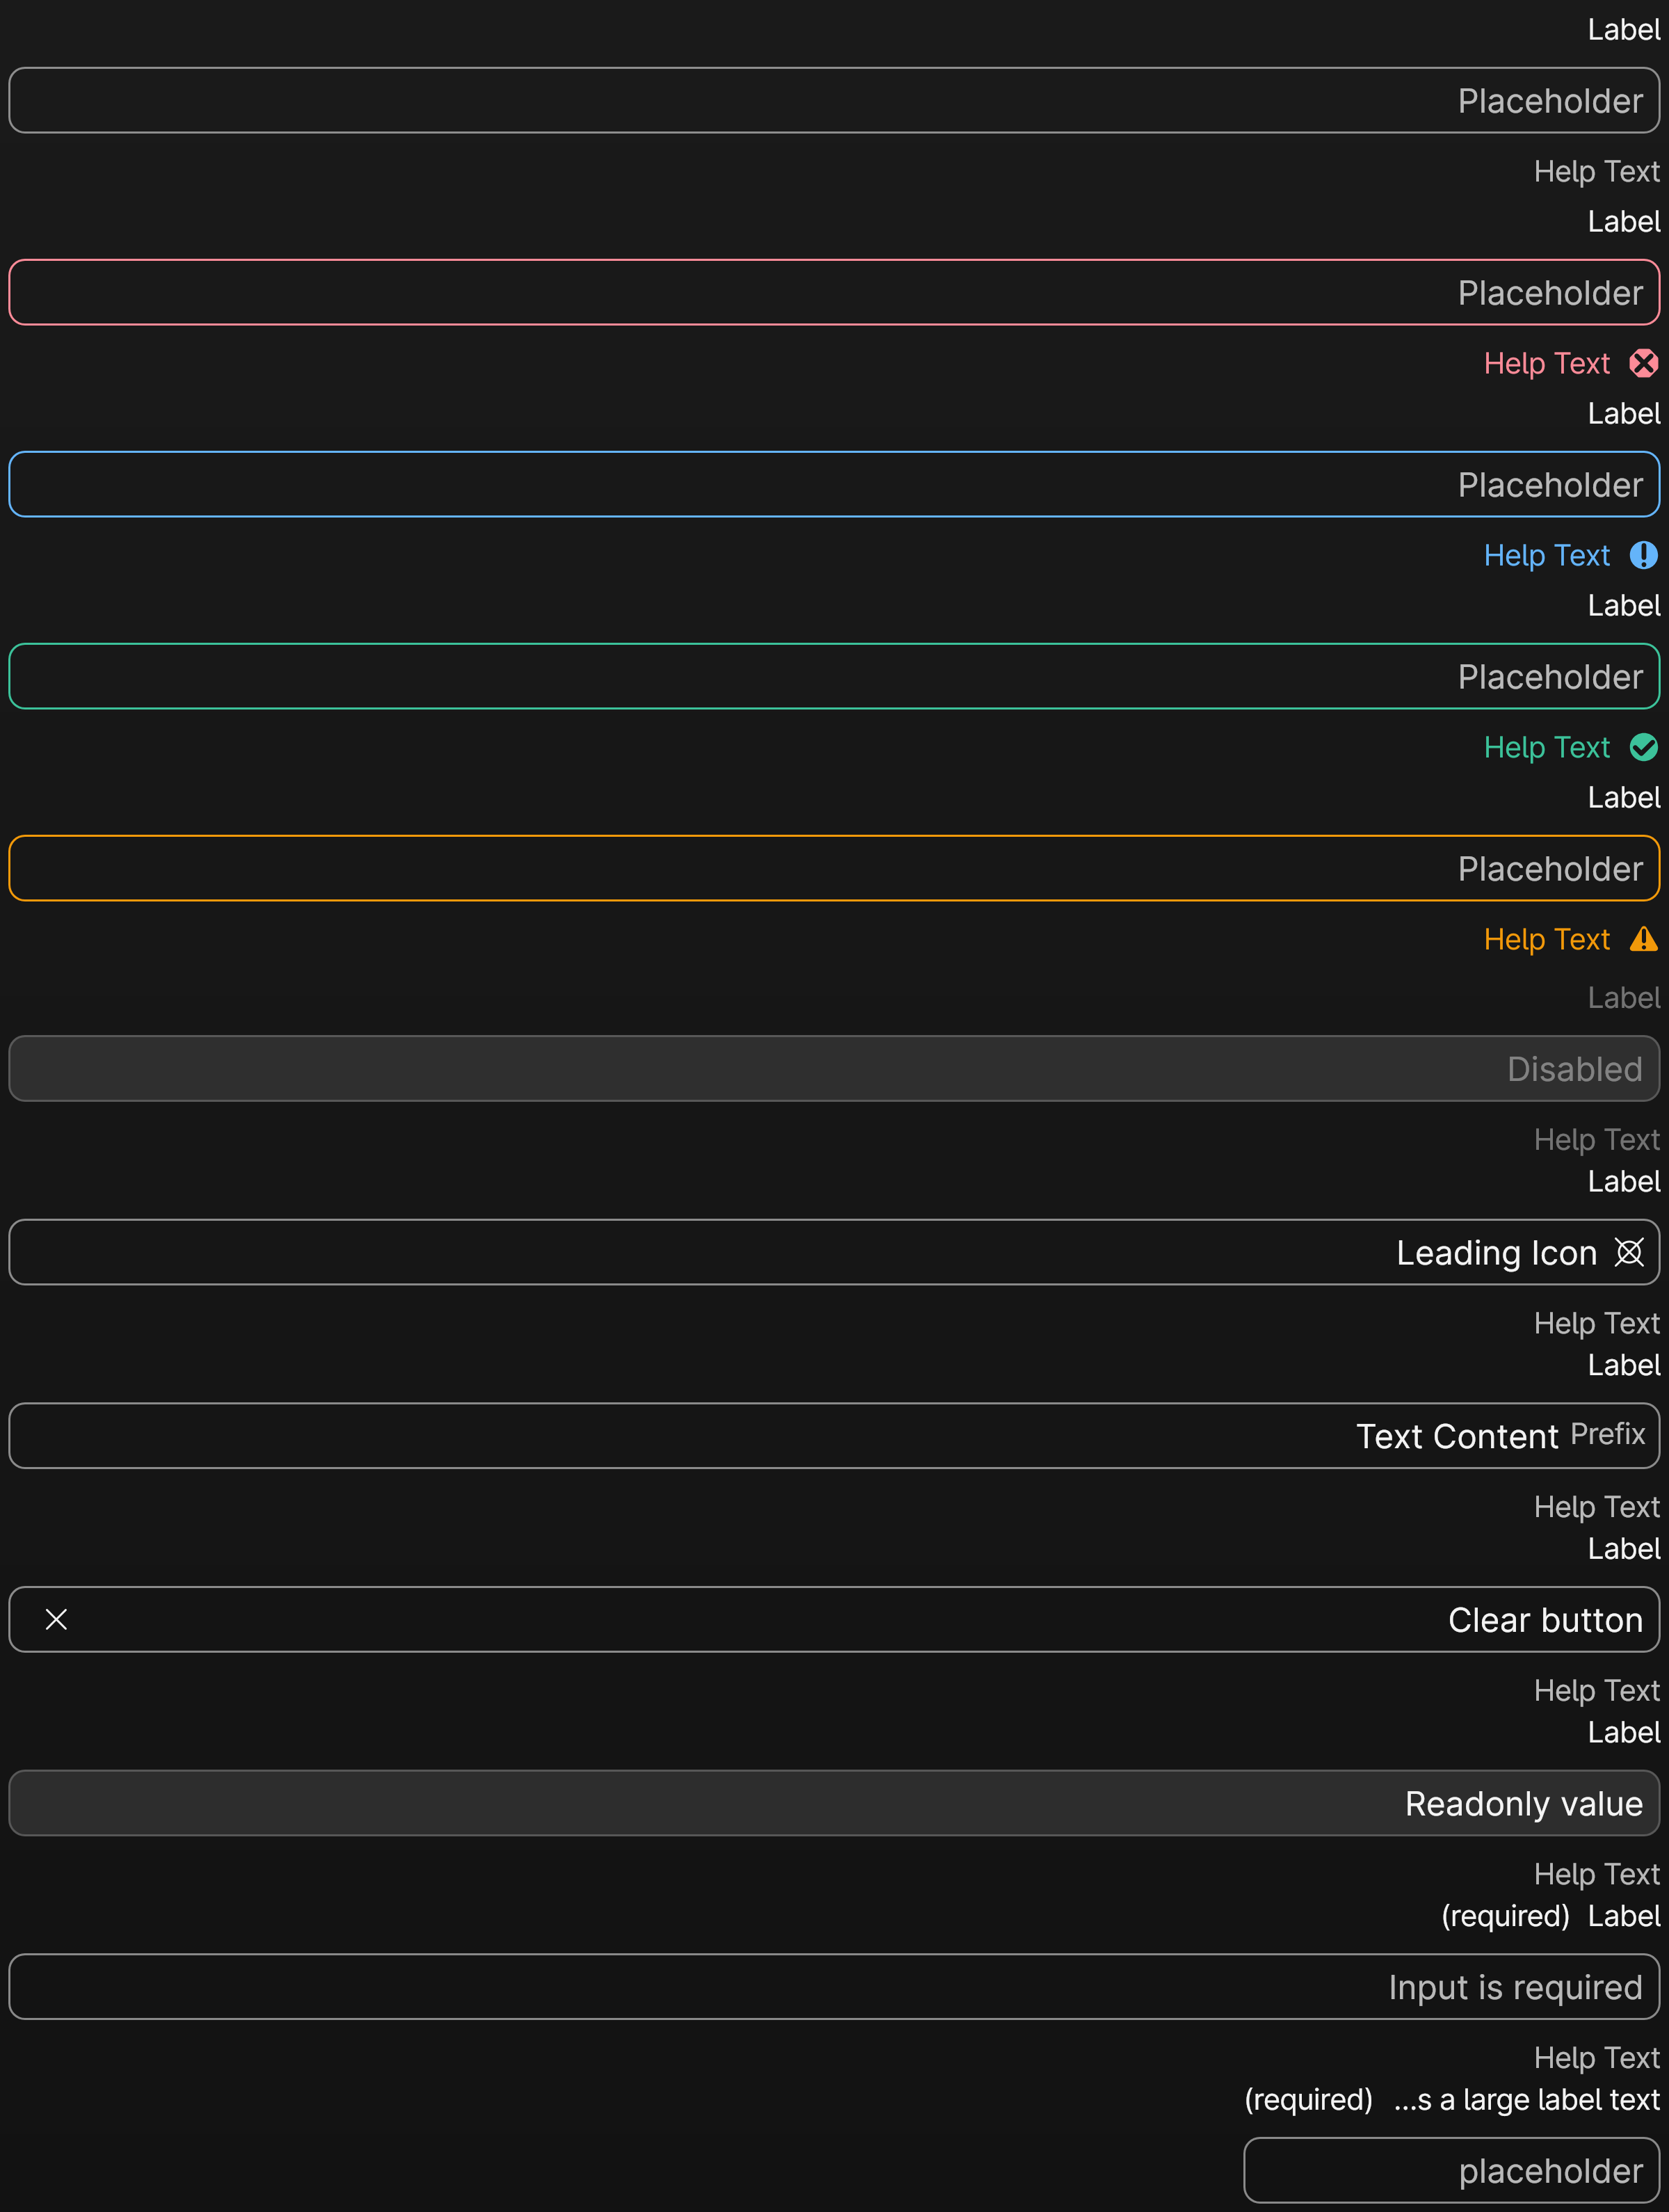 Label
Placeholder
Help Text
Label
Placeholder
Help Text
Label
Placeholder
Help Text
Label
Placeholder
Help Text
Label
Placeholder
Help Text
Label
Disabled
Help Text
Label
Leading Icon
Help Text
Label
Text Content Prefix
Help Text
Label
Clear button
Help Text
Label
Readonly value
Help Text
(required) Label
Input is required
Help Text
(required) ...s a large label text
placeholder